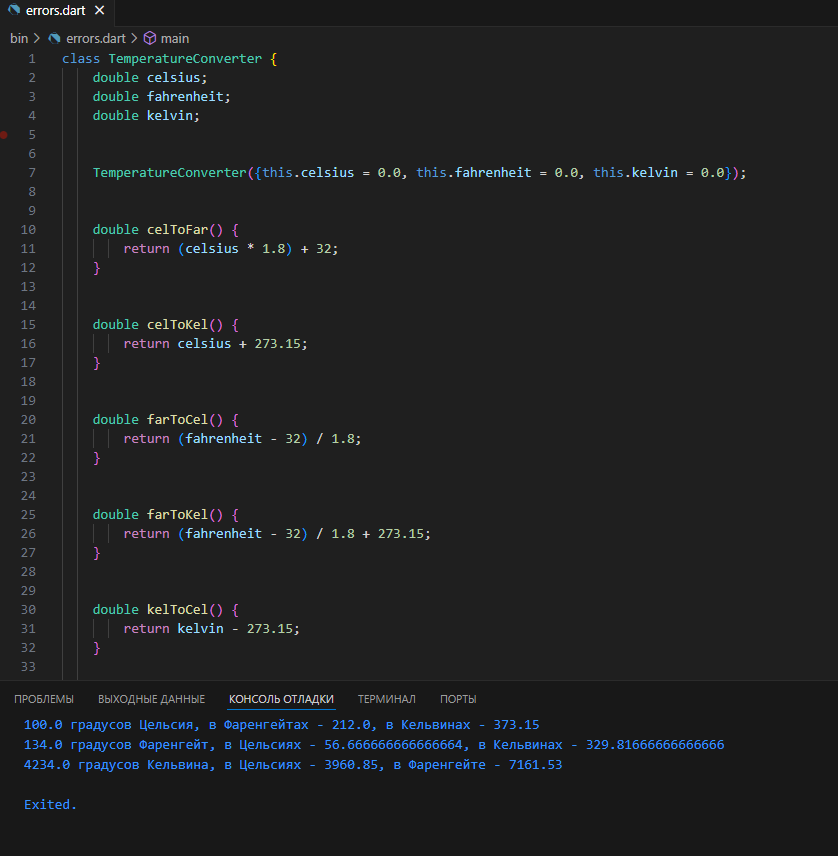 errors.dart
bin > errors.dart > main
1 class TemperatureConverter {
2 double celsius;
3 double fahrenheit;
4 double kelvin;
5
6
7 TemperatureConverter({this.celsius = 0.0, this.fahrenheit = 0.0, this.kelvin = 0.0});
8
9
10 double celToFar() {
11 return (celsius * 1.8) + 32;
12 }
13
14
15 double celToKel() {
16 return celsius + 273.15;
17 }
18
19
20 double farToCel() {
21 return (fahrenheit - 32) / 1.8;
22 }
23
24
25 double farToKel() {
26 return (fahrenheit - 32) / 1.8 + 273.15;
27 }
28
29
30 double kelToCel() {
31 return kelvin - 273.15;
32 }
33
ПРОБЛЕМЫ ВЫХОДНЫЕ ДАННЫЕ КОНСОЛЬ ОТЛАДКИ ТЕРМИНАЛ ПОРТЫ
100.0 градусов Цельсия, в Фаренгейтах - 212.0, в Кельвинах - 373.15
134.0 градусов Фаренгейт, в Цельсиях - 56.666666666666664, в Кельвинах - 329.81666666666666
4234.0 градусов Кельвина, в Цельсиях - 3960.85, в Фаренгейте - 7161.53
Exited.